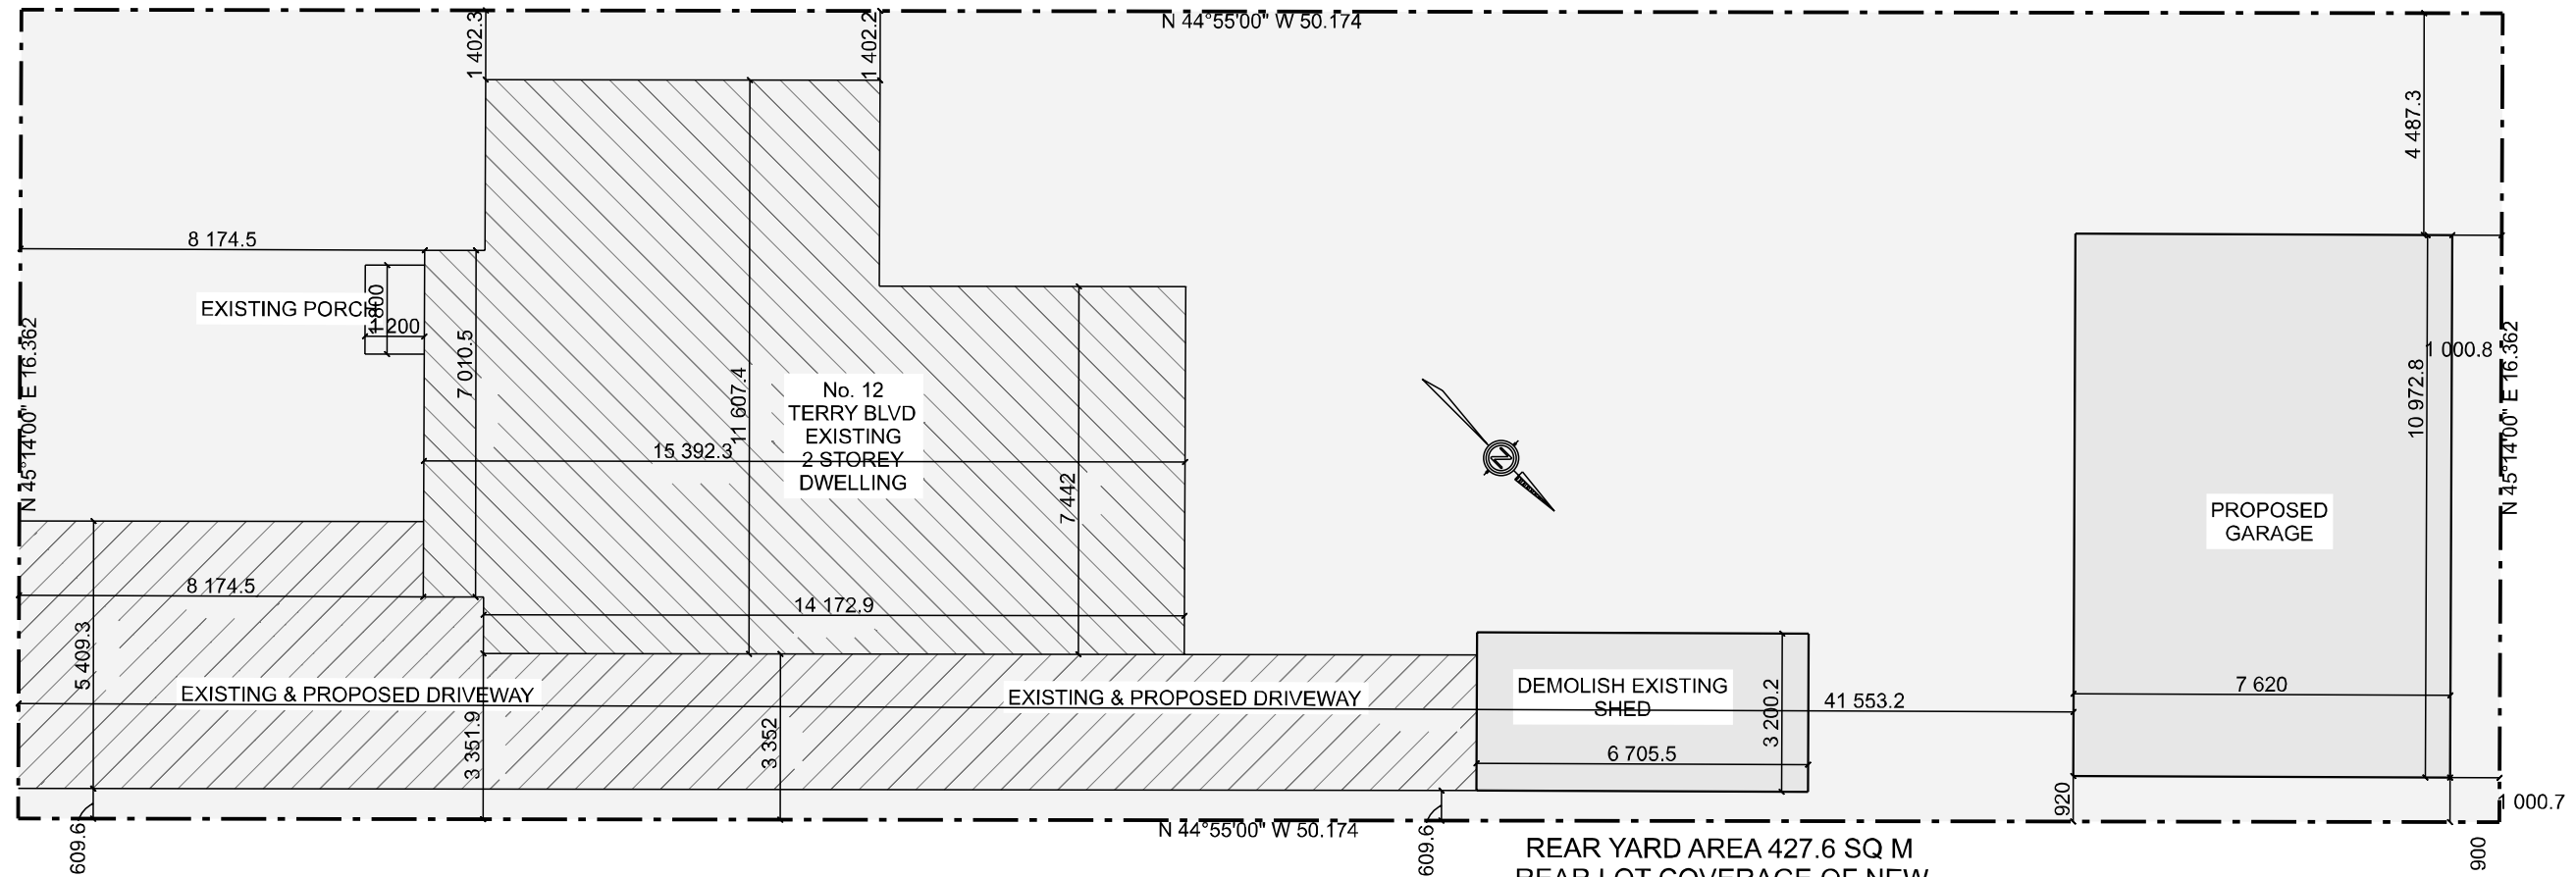 1 402.3
1 402.2
N 44°55'00" W 50.174
4 487.3
8 174.5
EXISTING PORCH
1 800
1 200
N 45°14'00" E 16.362
7 010.5
11 607.4
No. 12
TERRY BLVD
EXISTING
2 STOREY
DWELLING
15 392.3
7 442
N
10 972.8
1 000.8
N 45°14'00" E 16.362
PROPOSED
GARAGE
8 174.5
14 172.9
5 409.3
EXISTING & PROPOSED DRIVEWAY
3 351.9
3 352
EXISTING & PROPOSED DRIVEWAY
DEMOLISH EXISTING
SHED
3 200.2
6 705.5
41 553.2
7 620
920
1 000.7
609.6
N 44°55'00" W 50.174
609.6
900
REAR YARD AREA 427.6 SQ M
REAR LOT COVERAGE OF NEW